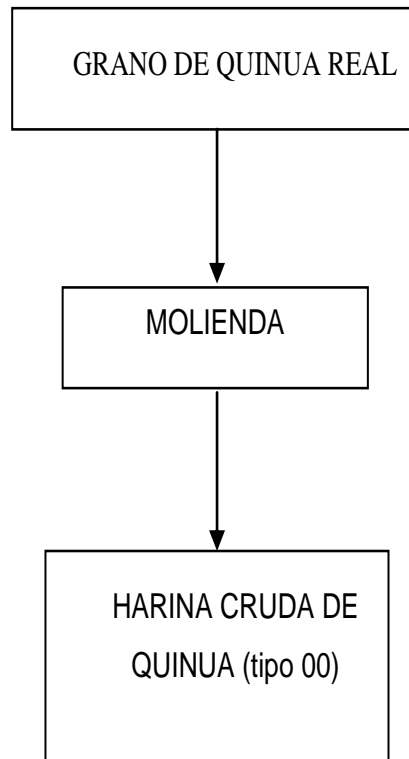 GRANO DE QUINUA REAL
MOLIENDA
HARINA CRUDA DE
QUINUA (tipo 00)